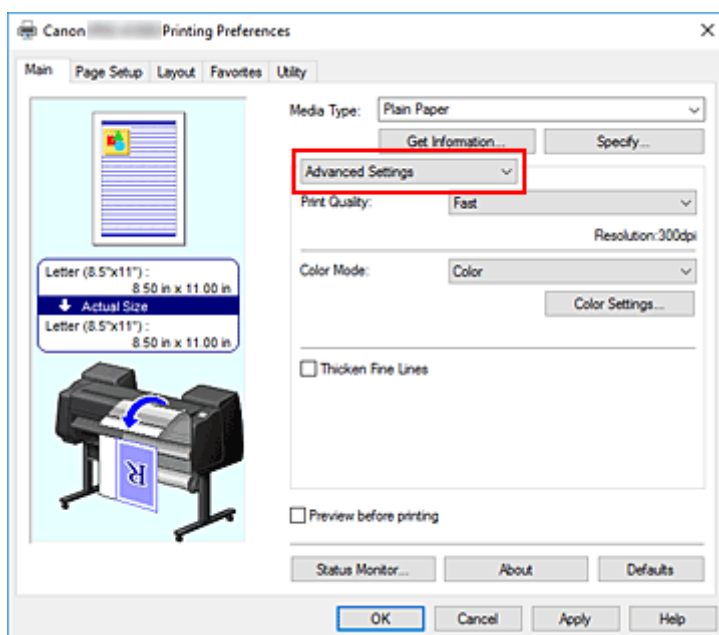 Canon Printing Preferences
Main Page Setup Layout Favorites Utility
Media Type: Plain Paper
Get Information... Specify...
Advanced Settings
Print Quality: Fast
Resolution:300dpi
Color Mode: Color
Color Settings...
Thicken Fine Lines
Letter (8.5"x11") :
8.50 in x 11.00 in
Actual Size
Letter (8.5"x11") :
8.50 in x 11.00 in
R
Preview before printing
Status Monitor... About Defaults
OK Cancel Apply Help